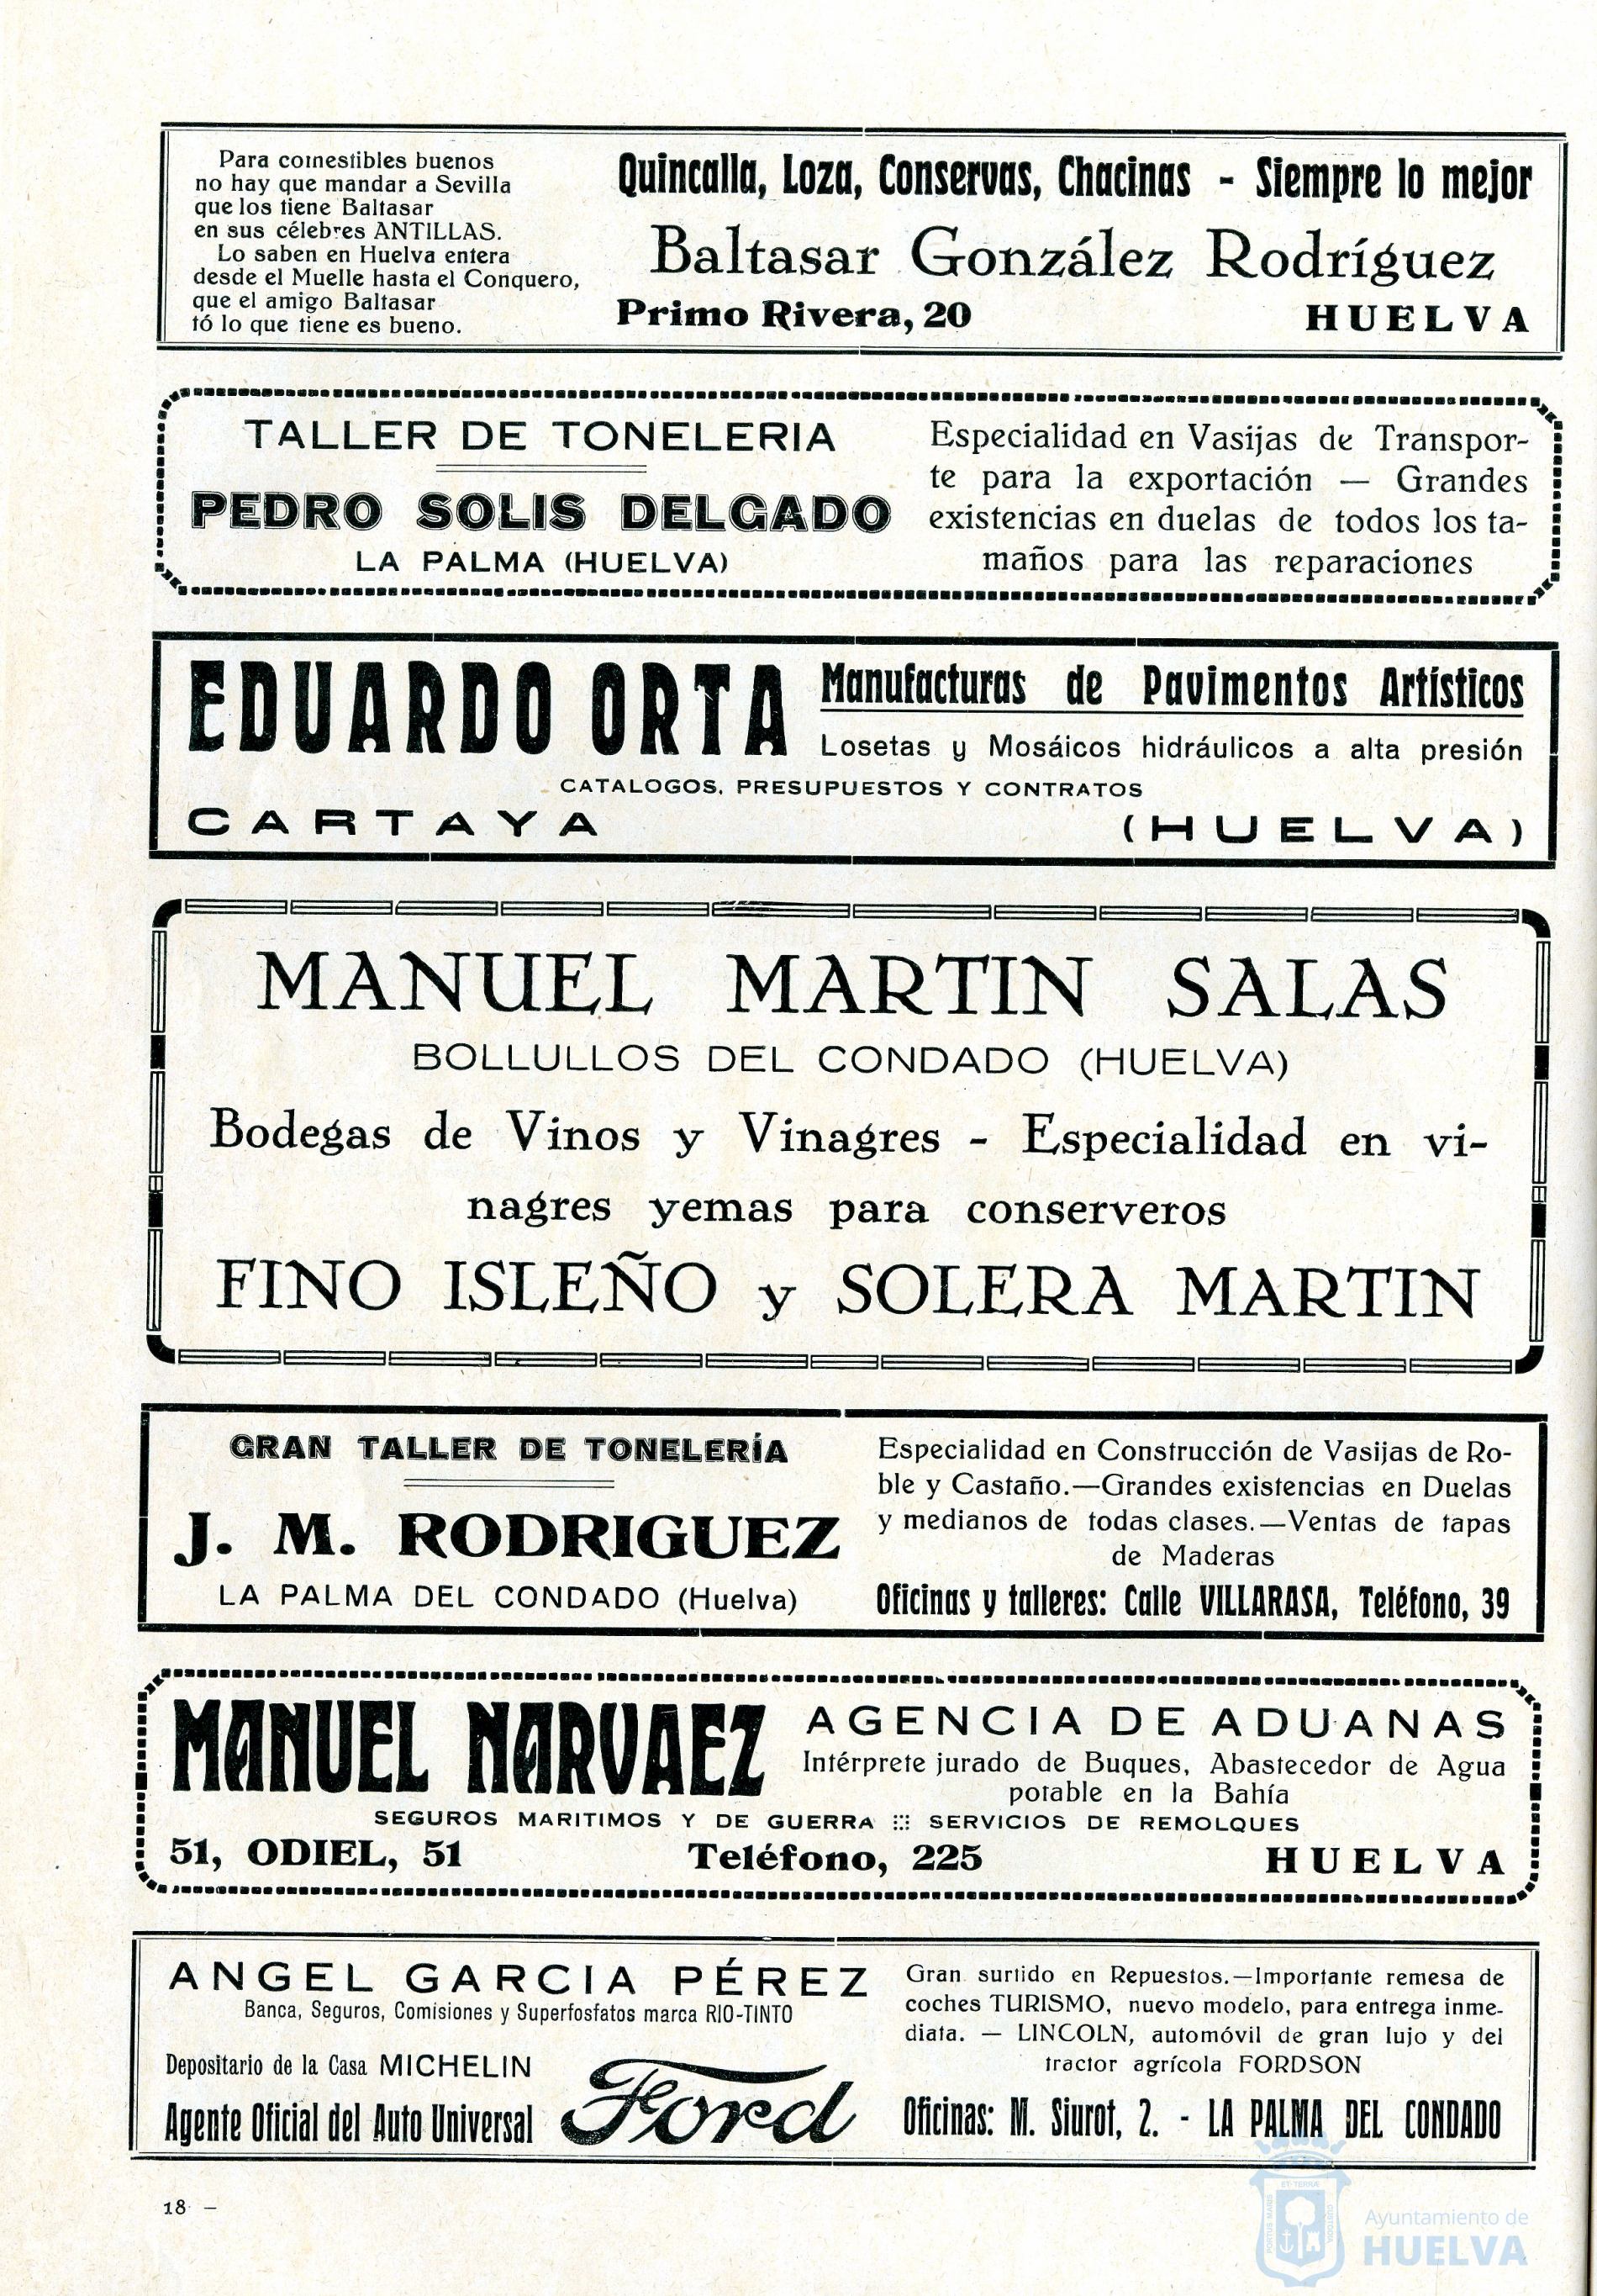 Para comestibles buenos
no hay que mandar a Sevilla
que los tiene Baltasar
en sus célebres ANTILLAS.
Lo saben en Huelva entera
desde el Muelle hasta el Conquero,
que el amigo Baltasar
tó lo que tiene es bueno.
Quincalla, Loza, Conservas, Chacinas - Siempre lo mejor
Baltasar González Rodríguez
Primo Rivera, 20 HUELVA
TALLER DE TONELERIA
PEDRO SOLIS DELGADO
LA PALMA (HUELVA)
Especialidad en Vasijas de Transpor-
te para la exportación — Grandes
existencias en duelas de todos los ta-
maños para las reparaciones
EDUARDO ORTA
Manufacturas de Pavimentos Artísticos
Losetas y Mosáicos hidráulicos a alta presión
CATALOGOS, PRESUPUESTOS Y CONTRATOS
CARTAYA (HUELVA)
MANUEL MARTIN SALAS
BOLLULLOS DEL CONDADO (HUELVA)
Bodegas de Vinos y Vinagres - Especialidad en vi-
nagres yemas para conserveros
FINO ISLEÑO y SOLERA MARTIN
GRAN TALLER DE TONELERÍA
J. M. RODRIGUEZ
LA PALMA DEL CONDADO (Huelva)
Especialidad en Construcción de Vasijas de Ro-
ble y Castaño.—Grandes existencias en Duelas
y medianos de todas clases.—Ventas de tapas
de Maderas
Oficinas y talleres: Calle VILLARASA, Teléfono, 39
MANUEL NARVAEZ
AGENCIA DE ADUANAS
Intérprete jurado de Buques, Abastecedor de Agua
potable en la Bahía
SEGUROS MARITIMOS Y DE GUERRA ::: SERVICIOS DE REMOLQUES
51, ODIEL, 51 Teléfono, 225 HUELVA
ANGEL GARCIA PÉREZ
Banca, Seguros, Comisiones y Superfosfatos marca RIO-TINTO
Depositario de la Casa MICHELIN
Agente Oficial del Auto Universal Ford
Gran surtido en Repuestos.—Importante remesa de
coches TURISMO, nuevo modelo, para entrega inme-
diata. — LINCOLN, automóvil de gran lujo y del
tractor agrícola FORDSON
Oficinas: M. Siurot, 2. - LA PALMA DEL CONDADO
18 —
PORTUS MARIS ET TERRÆ CUSTODIA
Ayuntamiento de
HUELVA